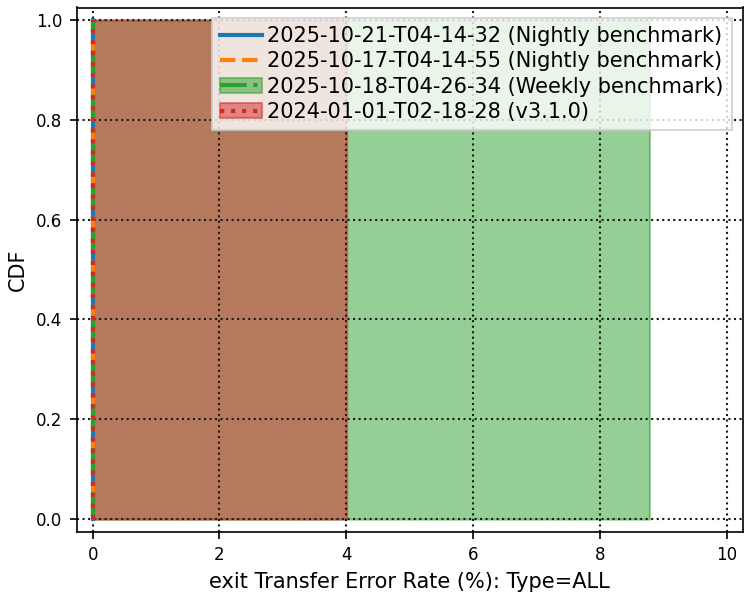 2025-10-21-T04-14-32 (Nightly benchmark)
2025-10-17-T04-14-55 (Nightly benchmark)
2025-10-18-T04-26-34 (Weekly benchmark)
2024-01-01-T02-18-28 (v3.1.0)
1.0
0.8
0.6
0.4
0.2
0.0
CDF
0 2 4 6 8 10
exit Transfer Error Rate (%): Type=ALL